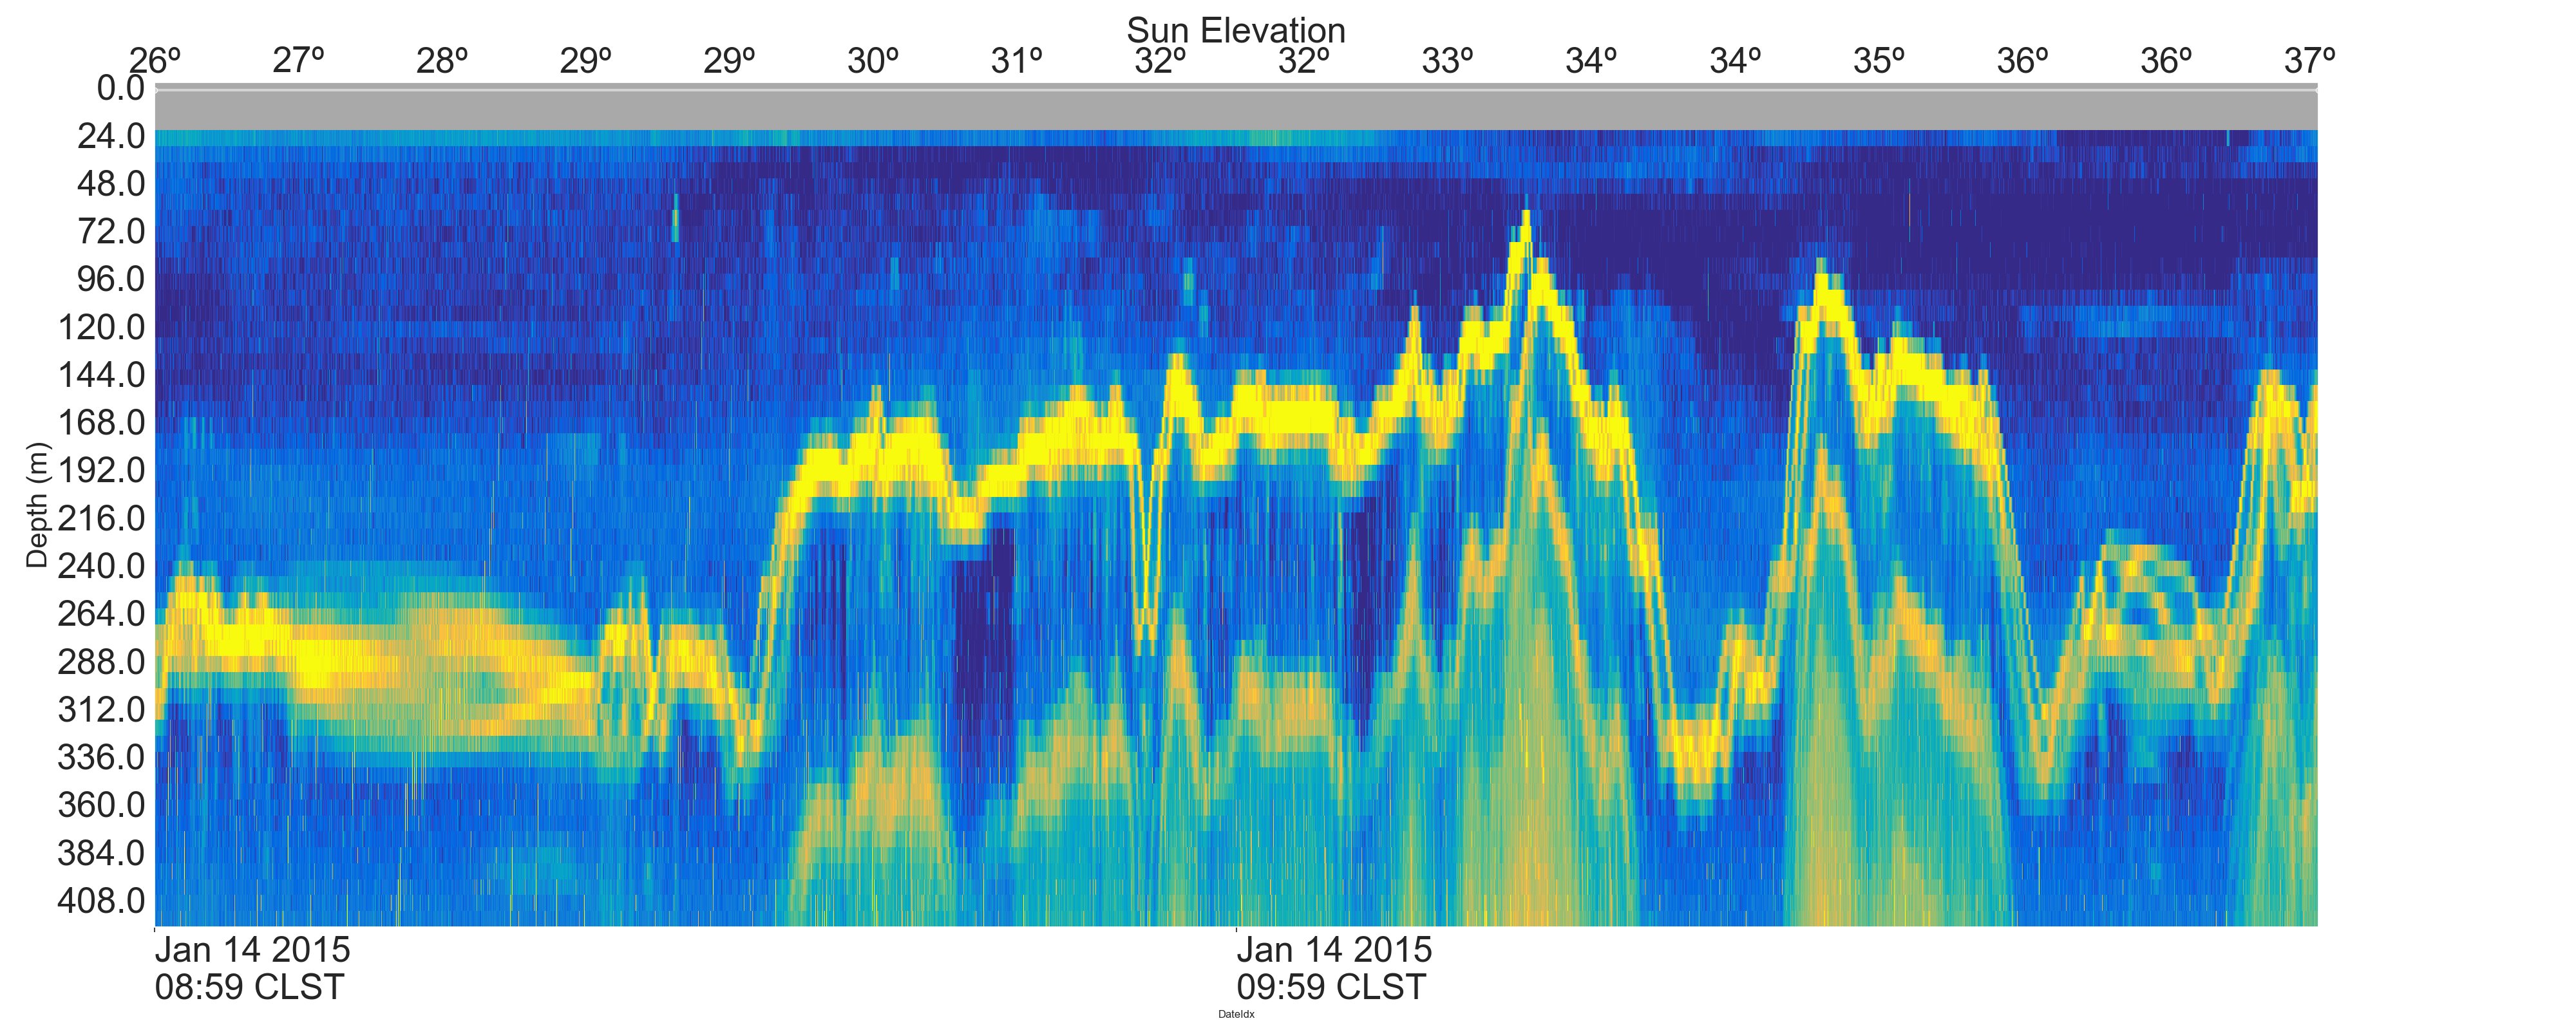 Sun Elevation
26º 27º 28º 29º 29º 30º 31º 32º 32º 33º 34º 34º 35º 36º 36º 37º
0.0
24.0
48.0
72.0
96.0
120.0
144.0
168.0
192.0
216.0
240.0
264.0
288.0
312.0
336.0
360.0
384.0
408.0
Depth (m)
Jan 14 2015
08:59 CLST
Jan 14 2015
09:59 CLST
DateIdx